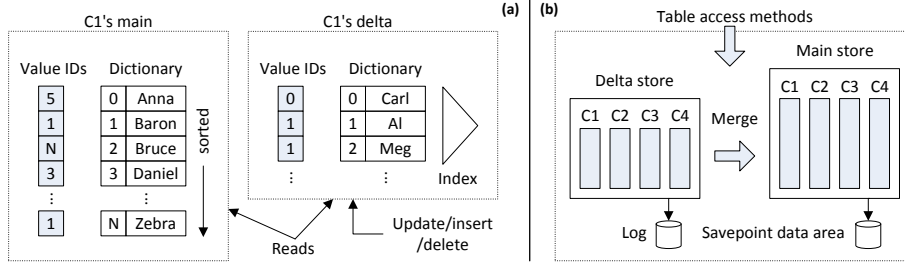 C1's main
C1's delta
(a)
Value IDs
Dictionary
5
1
N
3
⋮
1
0 Anna
1 Baron
2 Bruce
3 Daniel
⋮
N Zebra
sorted
Value IDs
Dictionary
0
1
1
⋮
0 Carl
1 Al
2 Meg
⋮
Index
Reads
Update/insert
/delete
(b)
Table access methods
Delta store
C1 C2 C3 C4
Merge
Main store
C1 C2 C3 C4
Log
Savepoint data area